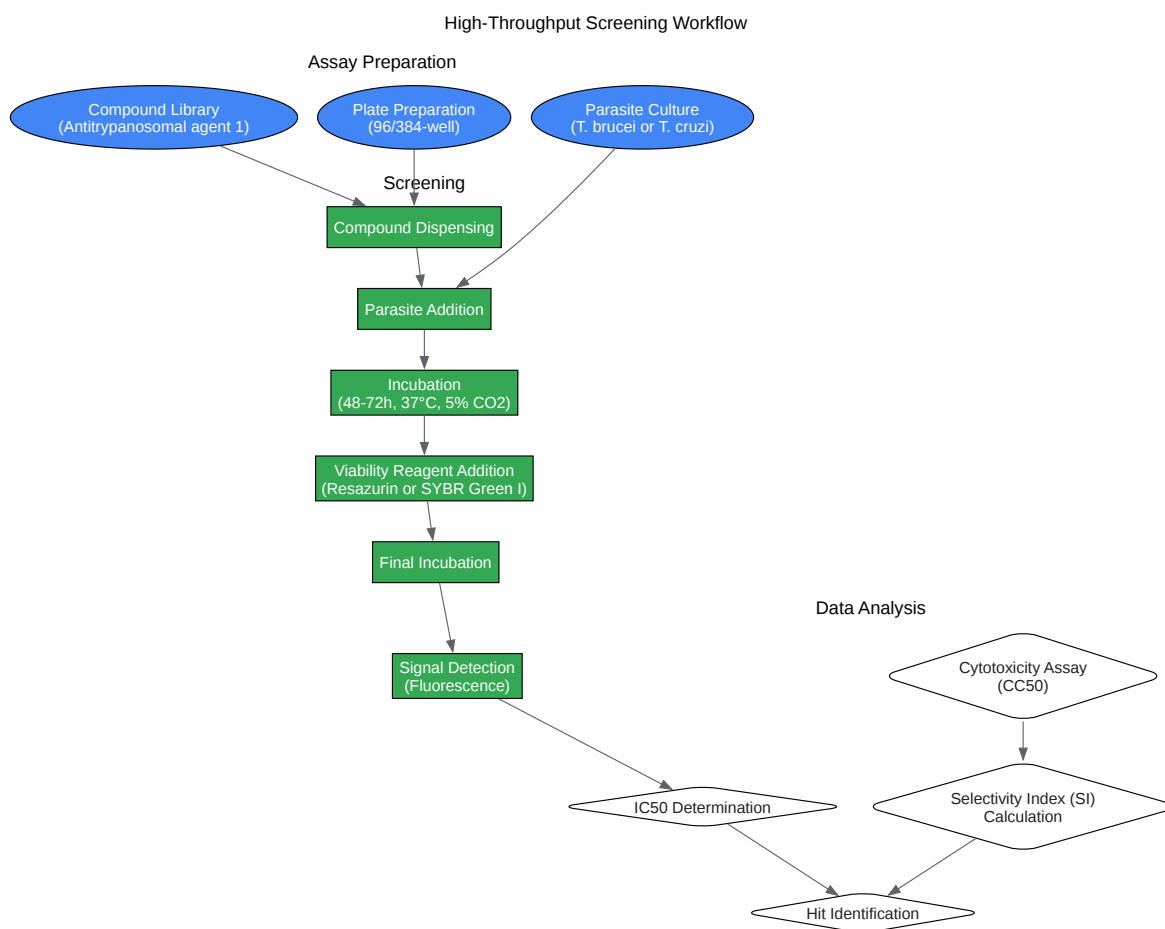 High-Throughput Screening Workflow
Assay Preparation
Compound Library
(Antitrypanosomal agent 1)
Plate Preparation
(96/384-well)
Parasite Culture
(T. brucei or T. cruzi)
Screening
Compound Dispensing
Parasite Addition
Incubation
(48-72h, 37°C, 5% CO2)
Viability Reagent Addition
(Resazurin or SYBR Green I)
Final Incubation
Signal Detection
(Fluorescence)
Data Analysis
Cytotoxicity Assay
(CC50)
IC50 Determination
Selectivity Index (SI)
Calculation
Hit Identification